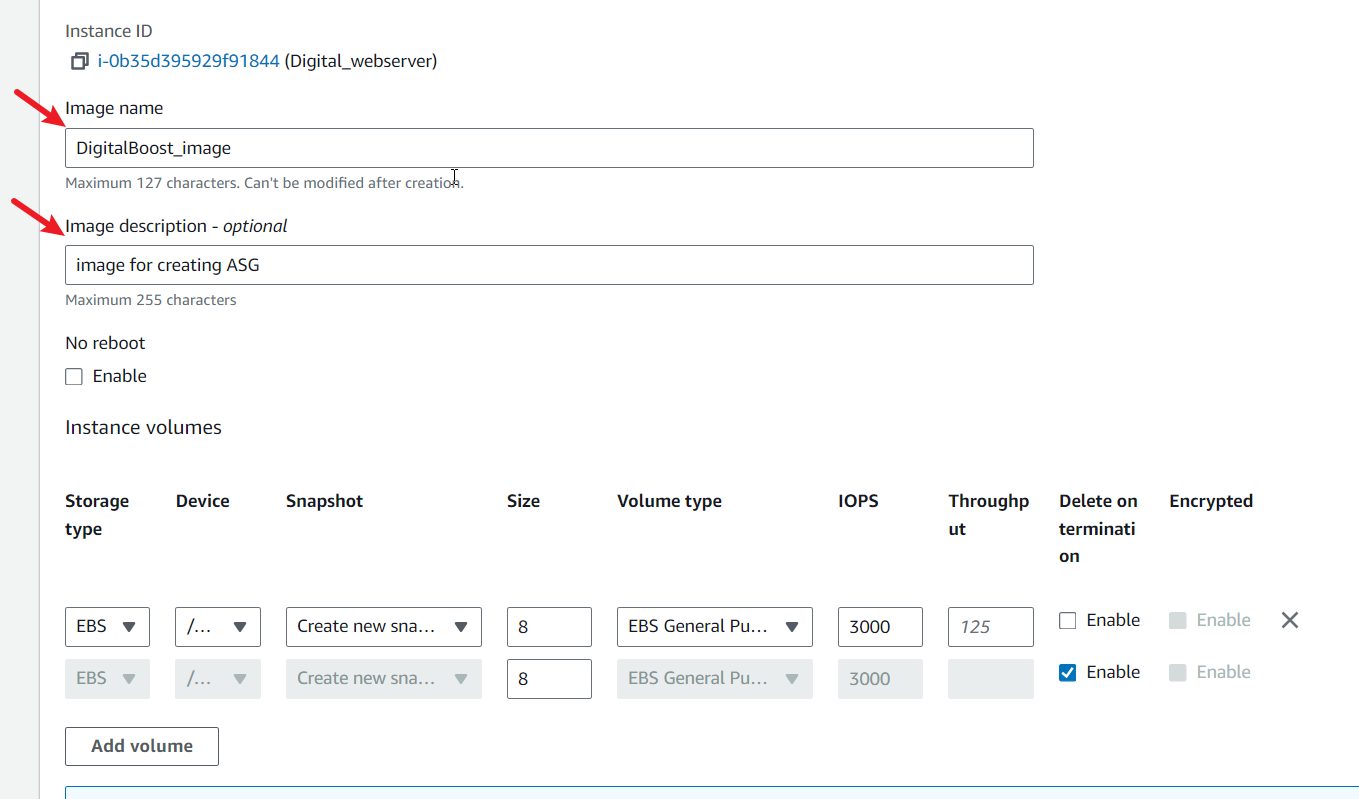 Instance ID
i-0b35d395929f91844 (Digital_webserver)
Image name
DigitalBoost_image
Maximum 127 characters. Can't be modified after creation.
Image description - optional
image for creating ASG
Maximum 255 characters
No reboot
Enable
Instance volumes
Storage type Device Snapshot Size Volume type IOPS Throughput Delete on termination Encrypted
EBS /... Create new sna... 8 EBS General Pu... 3000 125 Enable Enable
EBS /... Create new sna... 8 EBS General Pu... 3000 Enable Enable
Add volume